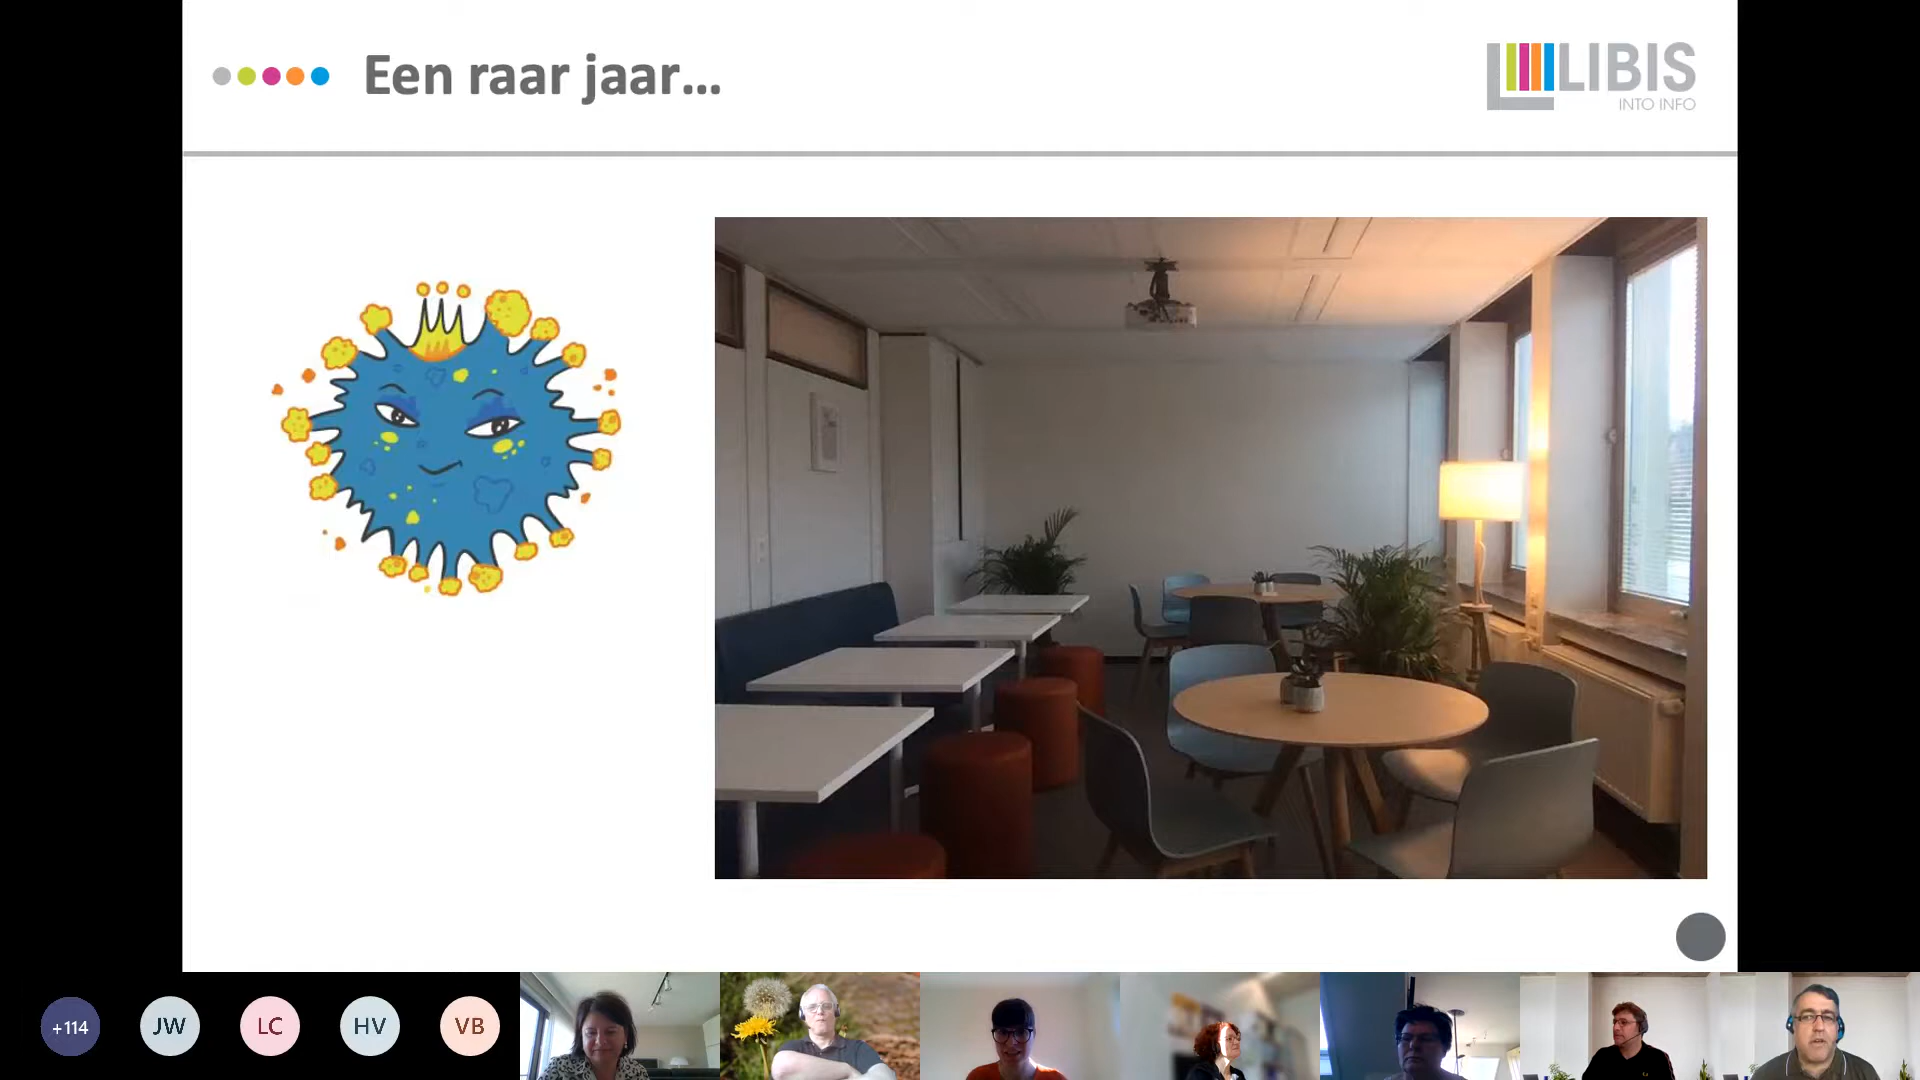 Een raar jaar...
LIBIS
INTO INFO
+114
JW
LC
HV
VB